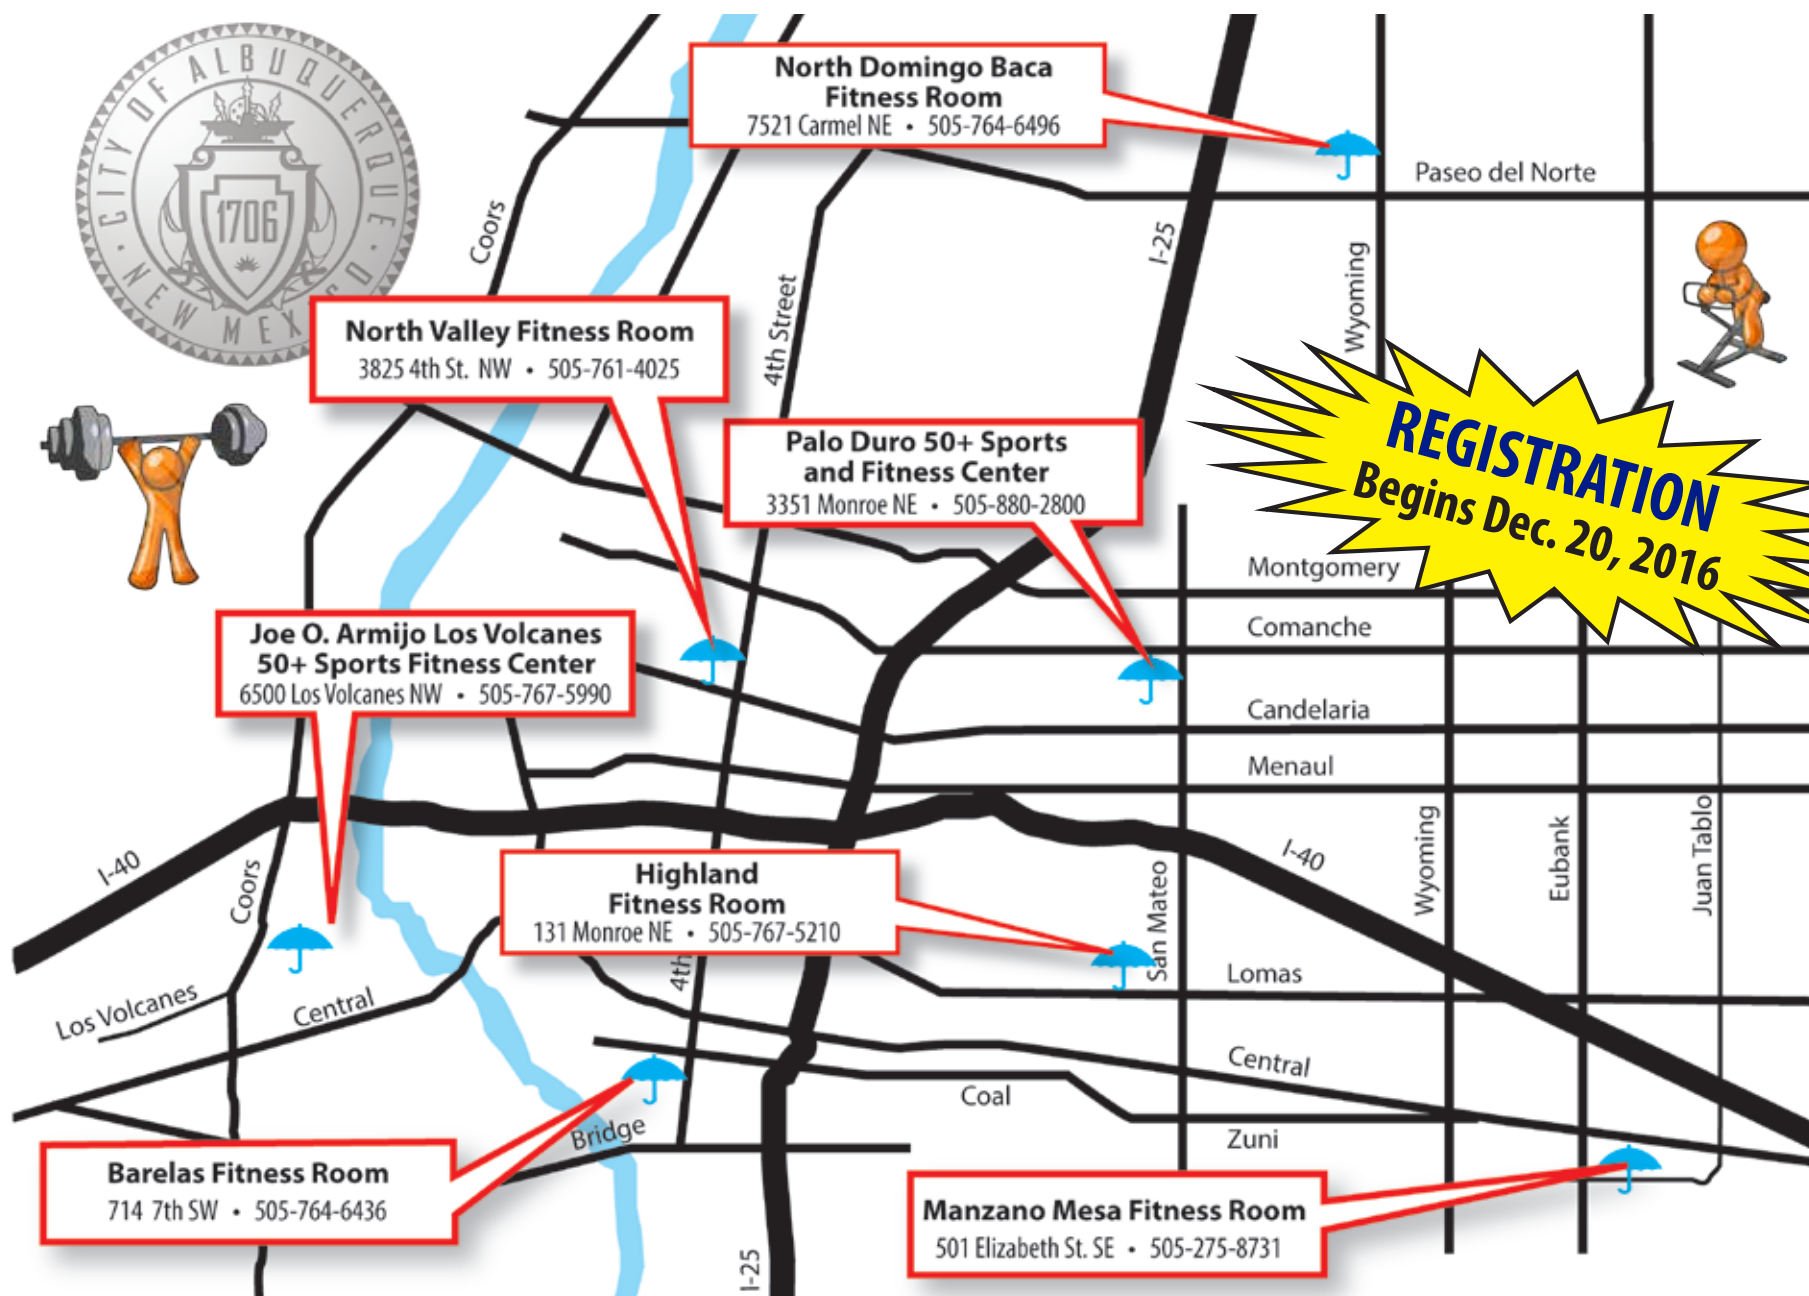 CITY OF ALBUQUERQUE
NEW MEX
1706
North Domingo Baca
Fitness Room
7521 Carmel NE • 505-764-6496
Paseo del Norte
Coors
I-25
Wyoming
4th Street
North Valley Fitness Room
3825 4th St. NW • 505-761-4025
REGISTRATION
Begins Dec. 20, 2016
Palo Duro 50+ Sports
and Fitness Center
3351 Monroe NE • 505-880-2800
Montgomery
Comanche
Joe O. Armijo Los Volcanes
50+ Sports Fitness Center
6500 Los Volcanes NW • 505-767-5990
Candelaria
Menaul
I-40
Coors
Highland
Fitness Room
131 Monroe NE • 505-767-5210
I-40
San Mateo
Wyoming
Eubank
Juan Tablo
4th
Lomas
Los Volcanes
Central
Central
Coal
Bridge
Zuni
Barelas Fitness Room
714 7th SW • 505-764-6436
Manzano Mesa Fitness Room
501 Elizabeth St. SE • 505-275-8731
I-25